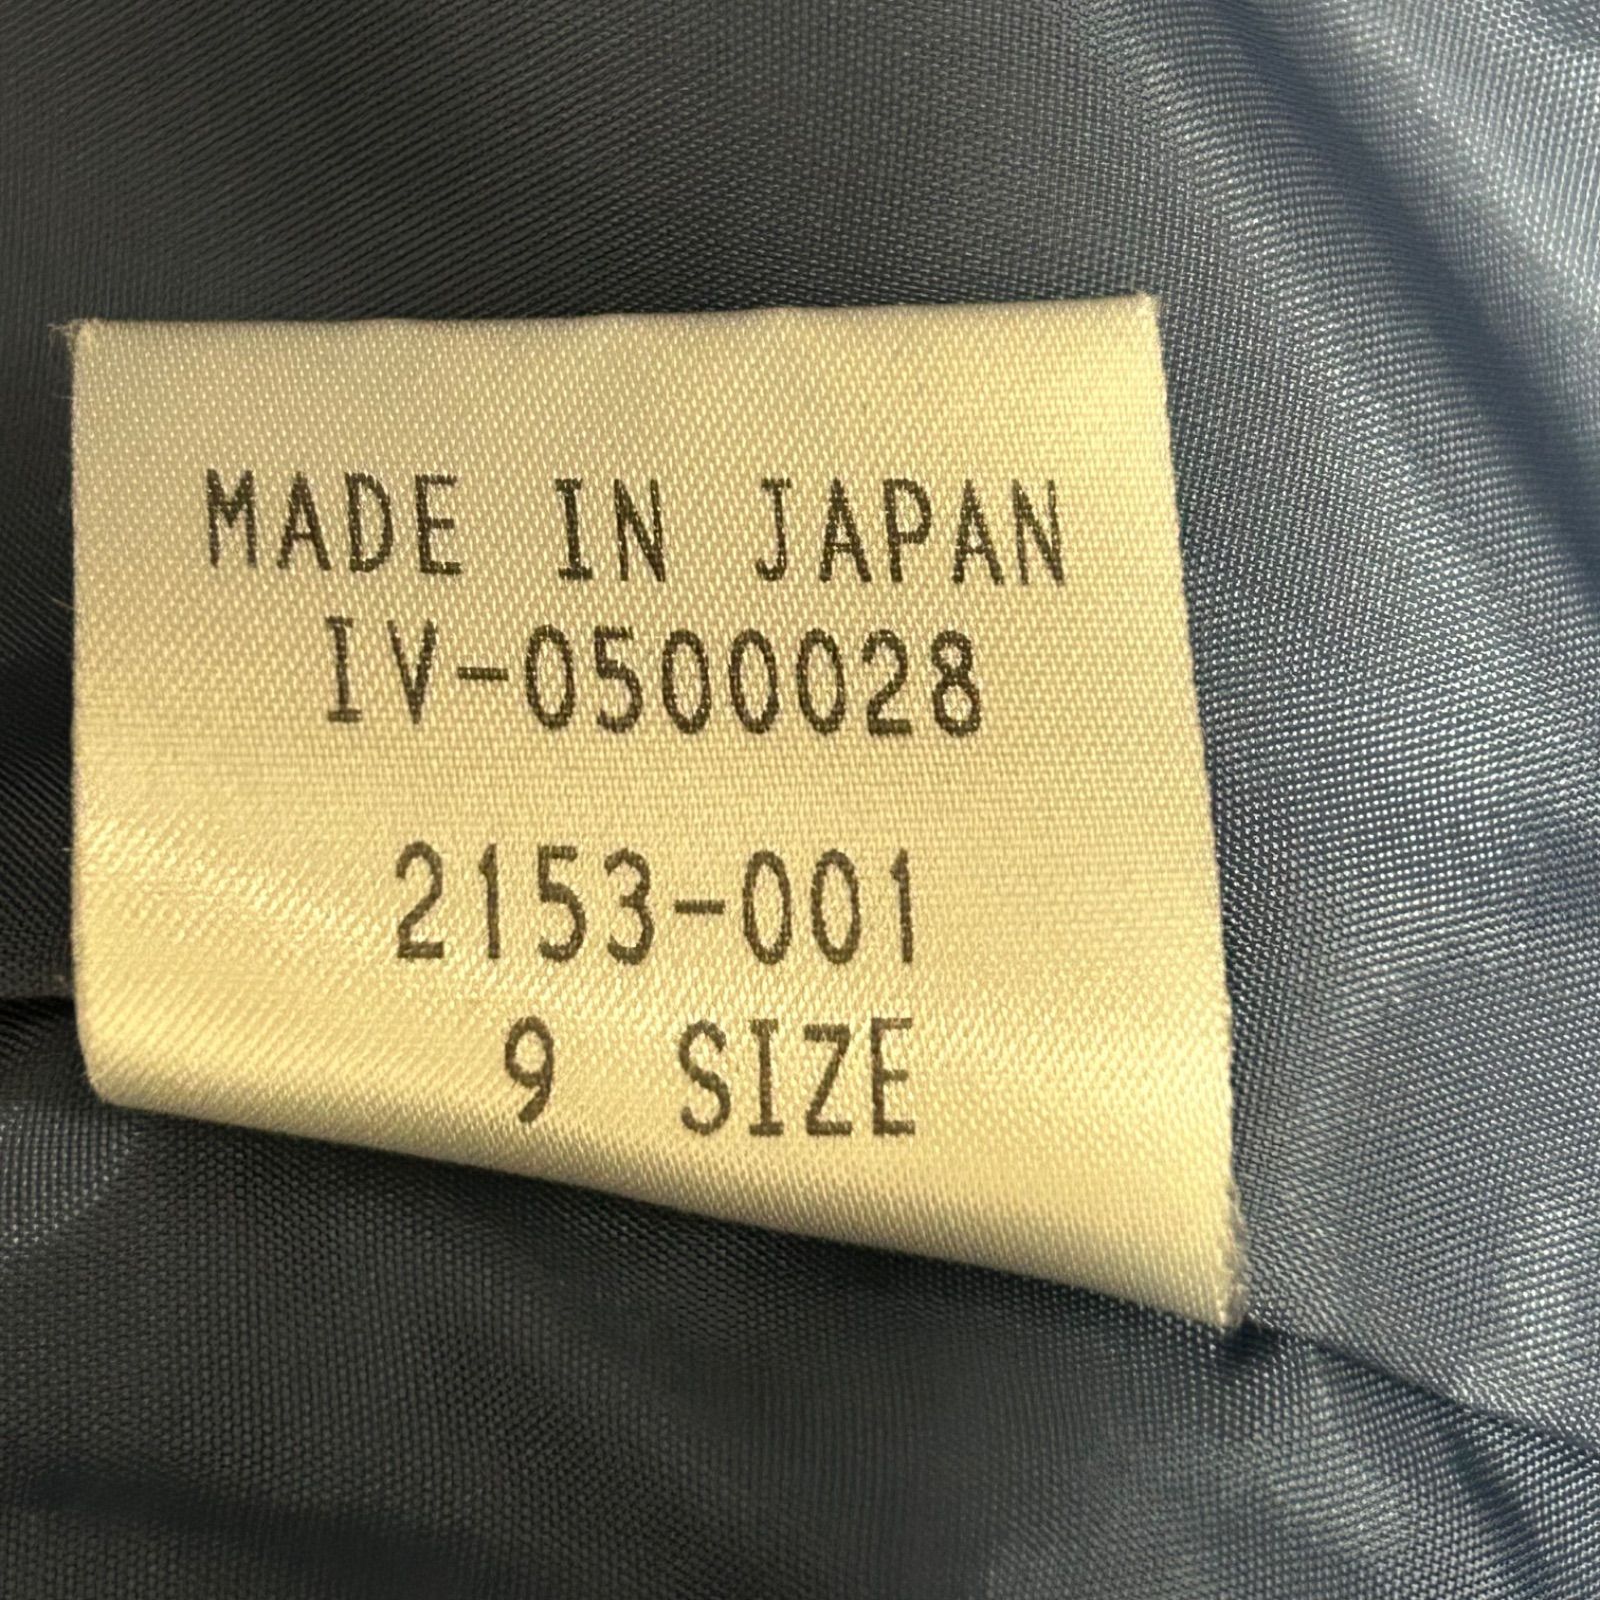 MADE IN JAPAN
IV-0500028
2153-001
9 SIZE